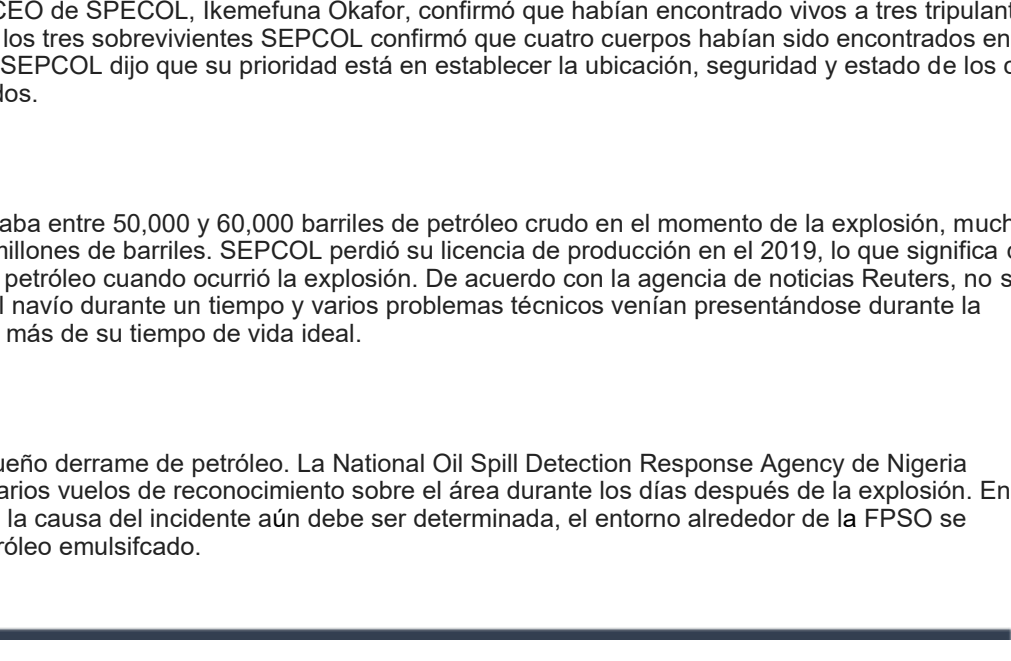 CEO de SPECOL, Ikemefuna Okafor, confirmó que habían encontrado vivos a tres tripulant
los tres sobrevivientes SEPCOL confirmó que cuatro cuerpos habían sido encontrados en
SEPCOL dijo que su prioridad está en establecer la ubicación, seguridad y estado de los
dos.
aba entre 50,000 y 60,000 barriles de petróleo crudo en el momento de la explosión, much
millones de barriles. SEPCOL perdió su licencia de producción en el 2019, lo que significa
petróleo cuando ocurrió la explosión. De acuerdo con la agencia de noticias Reuters, no s
l navío durante un tiempo y varios problemas técnicos venían presentándose durante la
más de su tiempo de vida ideal.
ueño derrame de petróleo. La National Oil Spill Detection Response Agency de Nigeria
arios vuelos de reconocimiento sobre el área durante los días después de la explosión. En
la causa del incidente aún debe ser determinada, el entorno alrededor de la FPSO se
róleo emulsifcado.